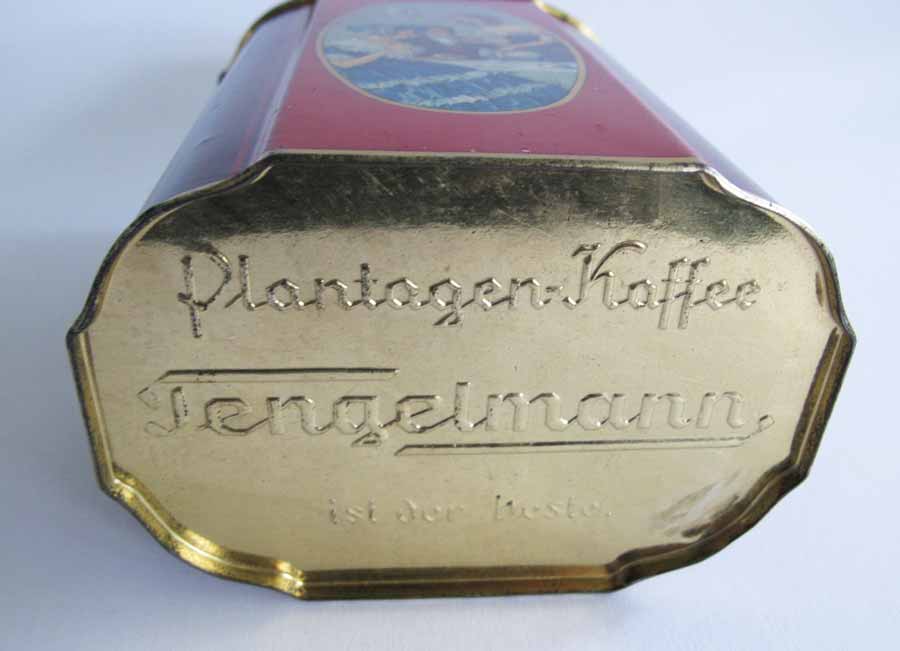 Plantagen-Kaffee
Tengelmann
ist der beste.